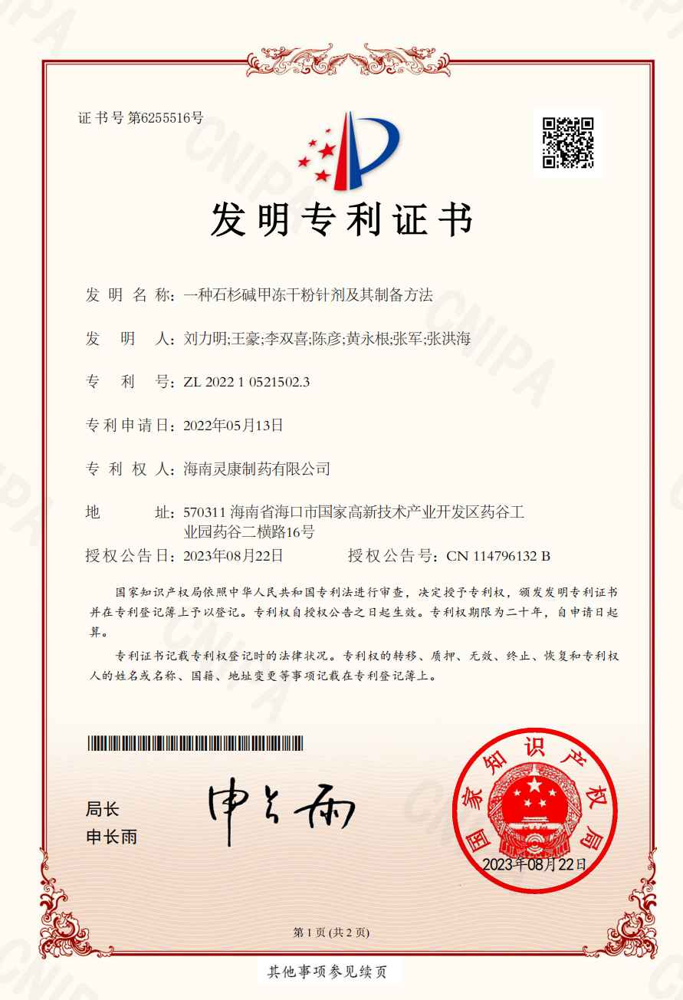 证书号第6255516号
发明专利证书
发明名称：一种石杉碱甲冻干粉针剂及其制备方法
发明人：刘力明;王豪;李双喜;陈彦;黄永根;张军;张洪海
专利号：ZL 2022 1 0521502.3
专利申请日：2022年05月13日
专利权人：海南灵康制药有限公司
地址：570311 海南省海口市国家高新技术产业开发区药谷工
业园药谷二横路16号
授权公告日：2023年08月22日 授权公告号：CN 114796132 B
国家知识产权局依照中华人民共和国专利法进行审查，决定授予专利权，颁发发明专利证书
并在专利登记簿上予以登记。专利权自授权公告之日起生效。专利权期限为二十年，自申请日起
算。
专利证书记载专利权登记时的法律状况。专利权的转移、质押、无效、终止、恢复和专利权
人的姓名或名称、国籍、地址变更等事项记载在专利登记簿上。
局长
申长雨
申长雨
国家知识产权局
2023年08月22日
第 1 页 (共 2 页)
其他事项参见续页
CNIPA
CNIPA
CNIPA
CNIPA